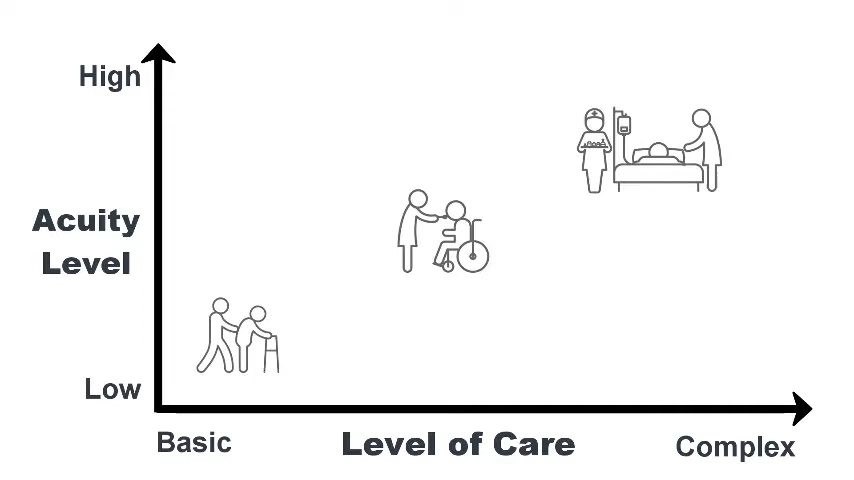 High
Acuity
Level
Low
Basic
Level of Care
Complex